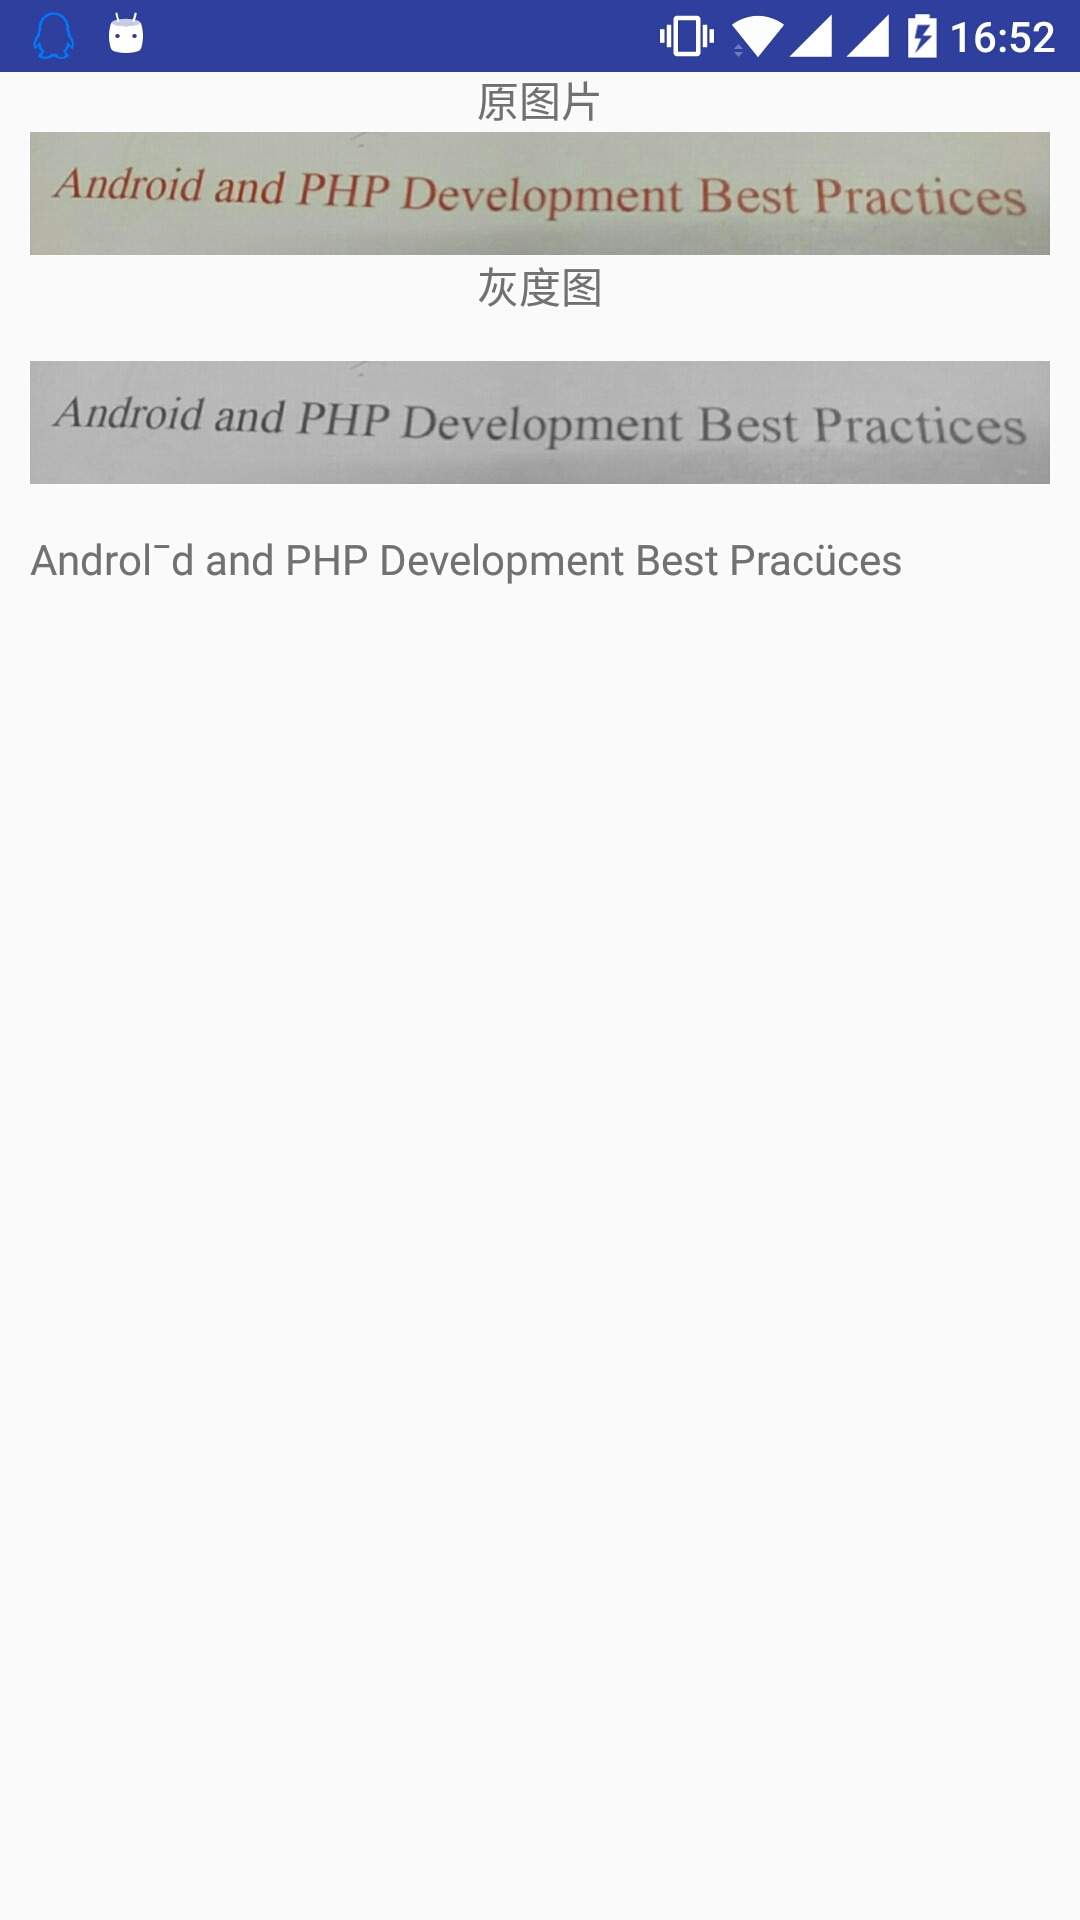 16:52
原图片
Android and PHP Development Best Practices
灰度图
Android and PHP Development Best Practices
Androl¯d and PHP Development Best Pracüces